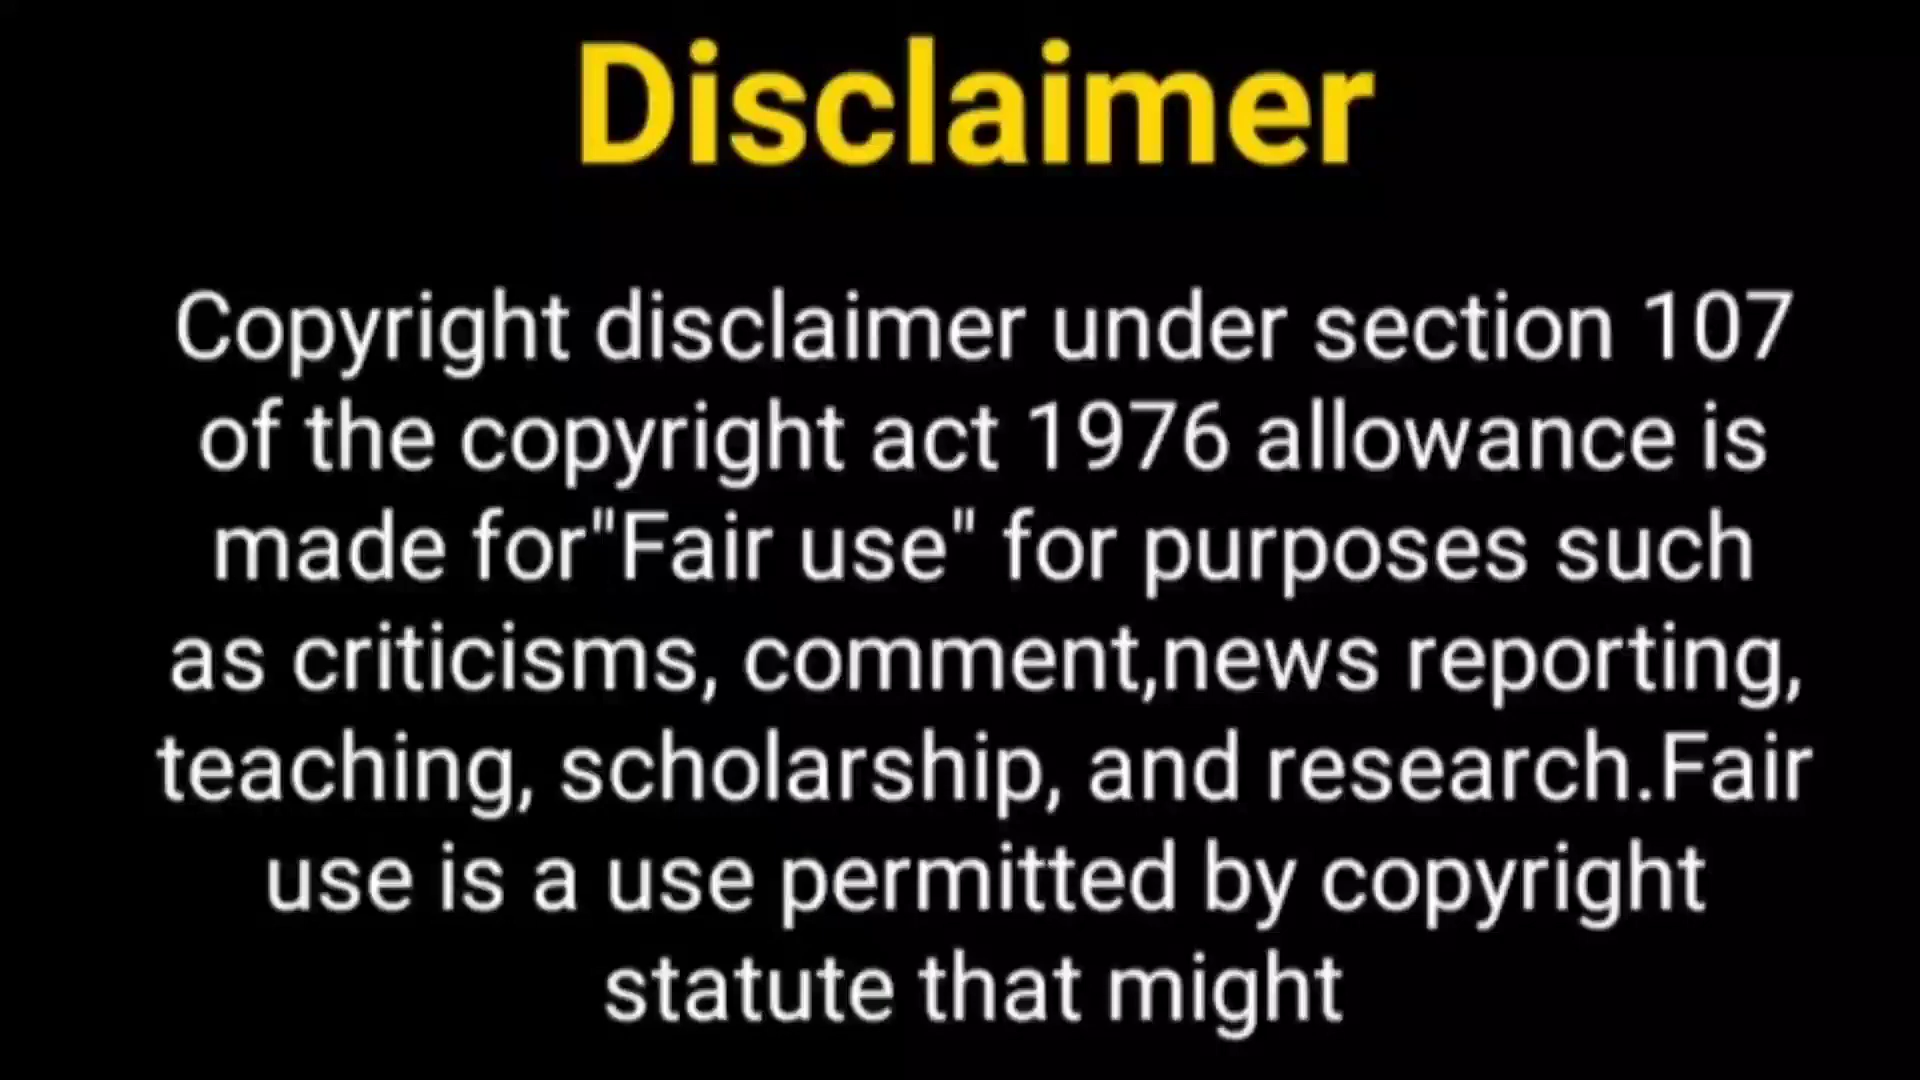 Disclaimer
Copyright disclaimer under section 107
of the copyright act 1976 allowance is
made for"Fair use" for purposes such
as criticisms, comment,news reporting,
teaching, scholarship, and research.Fair
use is a use permitted by copyright
statute that might